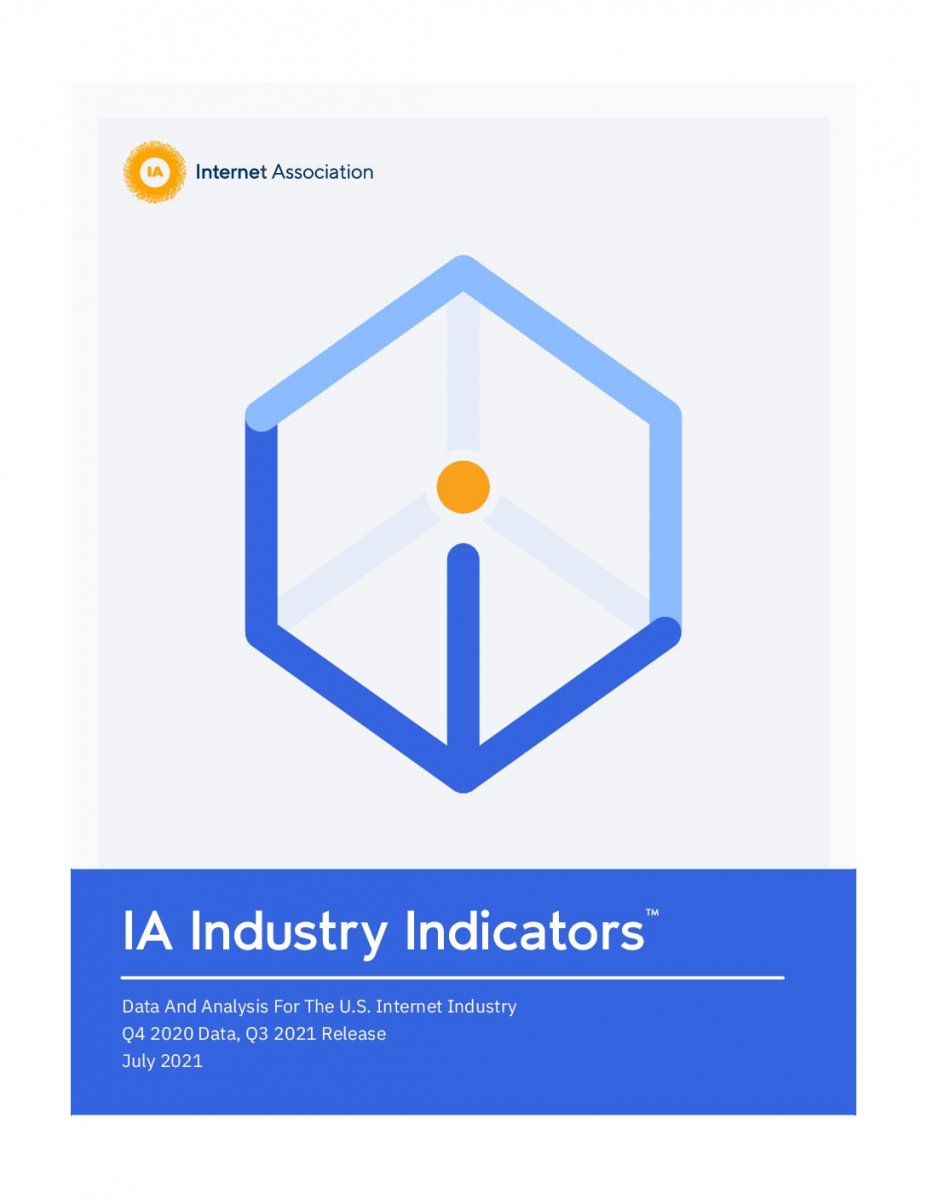 IA Internet Association
IA Industry Indicators™
Data And Analysis For The U.S. Internet Industry
Q4 2020 Data, Q3 2021 Release
July 2021